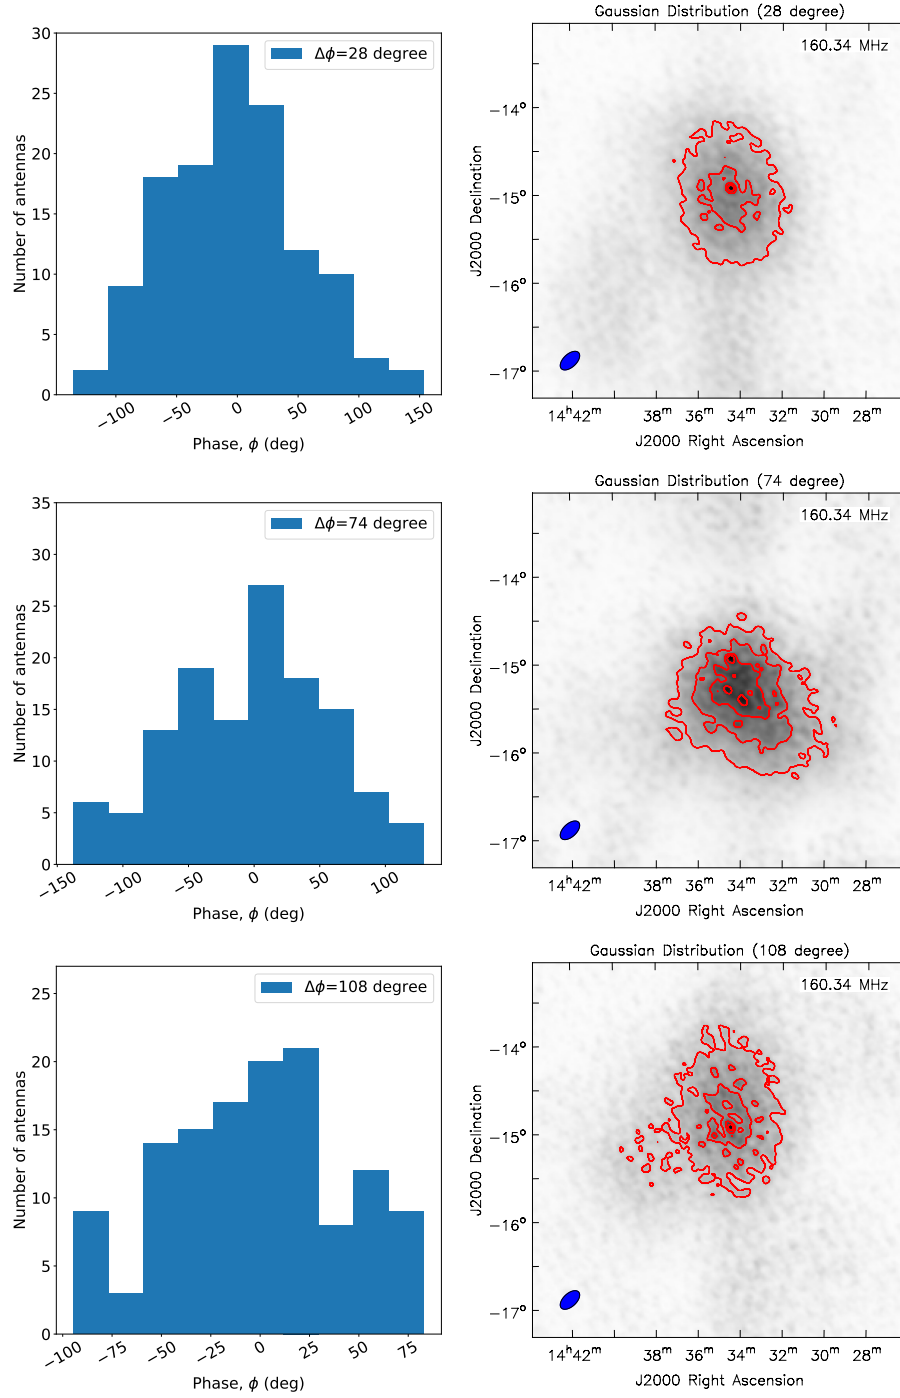 Δϕ=28 degree
30
25
20
15
10
5
0
Number of antennas
−100 −50 0 50 100 150
Phase, ϕ (deg)
Gaussian Distribution (28 degree)
160.34 MHz
−14°
−15°
−16°
−17°
J2000 Declination
14ʰ42ᵐ 38ᵐ 36ᵐ 34ᵐ 32ᵐ 30ᵐ 28ᵐ
J2000 Right Ascension
Δϕ=74 degree
35
30
25
20
15
10
5
0
Number of antennas
−150 −100 −50 0 50 100
Phase, ϕ (deg)
Gaussian Distribution (74 degree)
160.34 MHz
−14°
−15°
−16°
−17°
J2000 Declination
14ʰ42ᵐ 38ᵐ 36ᵐ 34ᵐ 32ᵐ 30ᵐ 28ᵐ
J2000 Right Ascension
Δϕ=108 degree
25
20
15
10
5
0
Number of antennas
−100 −75 −50 −25 0 25 50 75
Phase, ϕ (deg)
Gaussian Distribution (108 degree)
160.34 MHz
−14°
−15°
−16°
−17°
J2000 Declination
14ʰ42ᵐ 38ᵐ 36ᵐ 34ᵐ 32ᵐ 30ᵐ 28ᵐ
J2000 Right Ascension